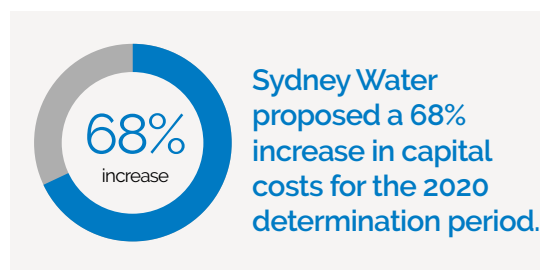 68%
increase
Sydney Water
proposed a 68%
increase in capital
costs for the 2020
determination period.